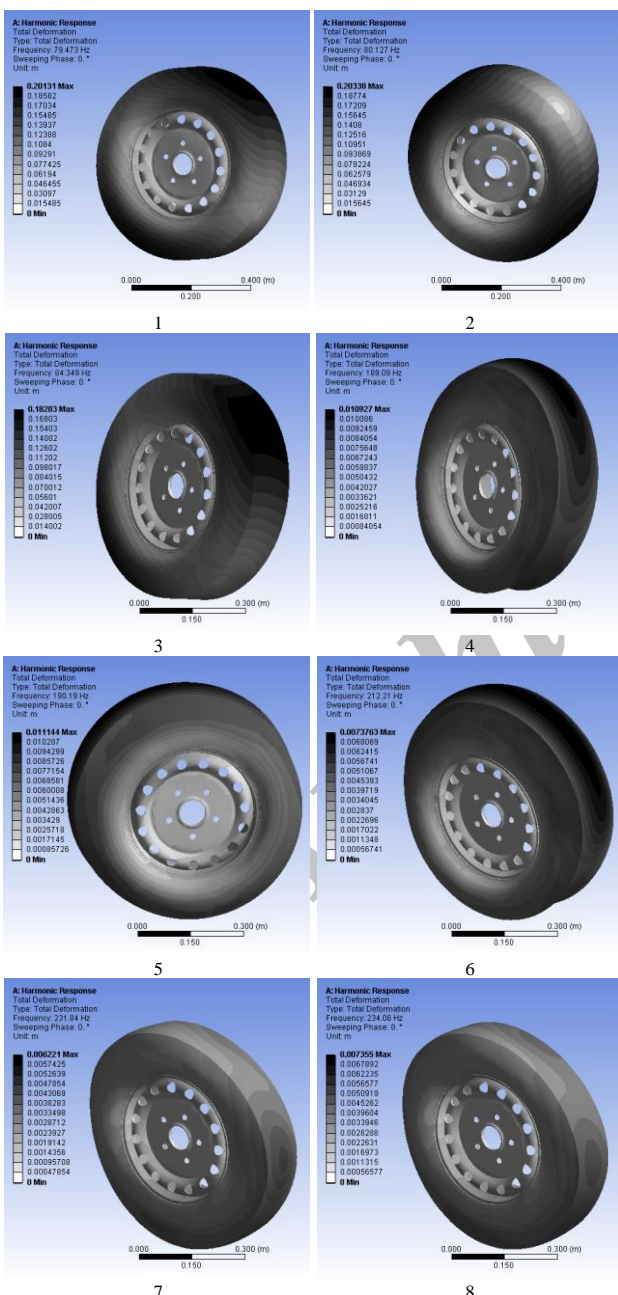 A: Harmonic Response
Total Deformation
Type: Total Deformation
Frequency: 79.473 Hz
Sweeping Phase: 0. °
Unit: m
0.20131 Max
0.18582
0.17034
0.15485
0.13937
0.12388
0.1084
0.09291
0.077425
0.06194
0.046455
0.03097
0.015485
0 Min
0.000
0.400 (m)
0.200
1
A: Harmonic Response
Total Deformation
Type: Total Deformation
Frequency: 80.127 Hz
Sweeping Phase: 0. °
Unit: m
0.20338 Max
0.18774
0.17209
0.15645
0.1408
0.12516
0.10951
0.093869
0.078224
0.062579
0.046934
0.03129
0.015645
0 Min
0.000
0.400 (m)
0.200
2
A: Harmonic Response
Total Deformation
Type: Total Deformation
Frequency: 84.349 Hz
Sweeping Phase: 0. °
Unit: m
0.18203 Max
0.16803
0.15403
0.14002
0.12602
0.11202
0.098017
0.084015
0.070012
0.05601
0.042007
0.028005
0.014002
0 Min
0.000
0.300 (m)
0.150
3
A: Harmonic Response
Total Deformation
Type: Total Deformation
Frequency: 189.09 Hz
Sweeping Phase: 0. °
Unit: m
0.010927 Max
0.010086
0.0092459
0.0084054
0.0075648
0.0067243
0.0058837
0.0050432
0.0042027
0.0033621
0.0025216
0.0016811
0.00084054
0 Min
0.000
0.300 (m)
0.150
4
A: Harmonic Response
Total Deformation
Type: Total Deformation
Frequency: 190.19 Hz
Sweeping Phase: 0. °
Unit: m
0.011144 Max
0.010287
0.0094299
0.0085726
0.0077154
0.0068581
0.0060008
0.0051436
0.0042863
0.003429
0.0025718
0.0017145
0.00085726
0 Min
0.000
0.300 (m)
0.150
5
A: Harmonic Response
Total Deformation
Type: Total Deformation
Frequency: 212.21 Hz
Sweeping Phase: 0. °
Unit: m
0.0073763 Max
0.0068089
0.0062415
0.0056741
0.0051067
0.0045393
0.0039719
0.0034045
0.002837
0.0022696
0.0017022
0.0011348
0.00056741
0 Min
0.000
0.300 (m)
0.150
6
A: Harmonic Response
Total Deformation
Type: Total Deformation
Frequency: 231.84 Hz
Sweeping Phase: 0. °
Unit: m
0.006221 Max
0.0057425
0.0052639
0.0047854
0.0043069
0.0038283
0.0033498
0.0028712
0.0023927
0.0019142
0.0014356
0.00095708
0.00047854
0 Min
0.000
0.300 (m)
0.150
7
A: Harmonic Response
Total Deformation
Type: Total Deformation
Frequency: 234.06 Hz
Sweeping Phase: 0. °
Unit: m
0.007355 Max
0.0067892
0.0062235
0.0056577
0.0050919
0.0045262
0.0039604
0.0033946
0.0028288
0.0022631
0.0016973
0.0011315
0.00056577
0 Min
0.000
0.300 (m)
0.150
8